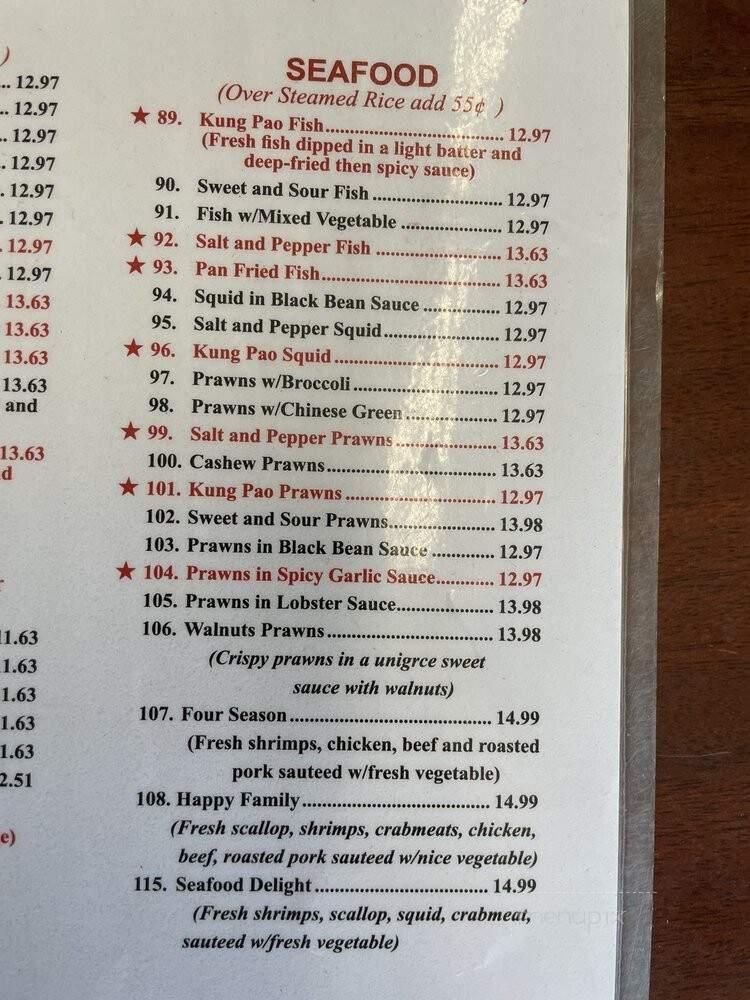 )
.. 12.97
.. 12.97
.. 12.97
.. 12.97
. 12.97
. 12.97
. 12.97
. 12.97
13.63
13.63
13.63
13.63
and
13.63
d
r
11.63
1.63
1.63
1.63
1.63
2.51
e)
SEAFOOD
(Over Steamed Rice add 55¢ )
★ 89. Kung Pao Fish.................................... 12.97
(Fresh fish dipped in a light batter and
deep-fried then spicy sauce)
90. Sweet and Sour Fish .......................... 12.97
91. Fish w/Mixed Vegetable .................... 12.97
★ 92. Salt and Pepper Fish .......................... 13.63
★ 93. Pan Fried Fish.................................... 13.63
94. Squid in Black Bean Sauce ................ 12.97
95. Salt and Pepper Squid........................ 12.97
★ 96. Kung Pao Squid ................................. 12.97
97. Prawns w/Broccoli ............................. 12.97
98. Prawns w/Chinese Green ................... 12.97
★ 99. Salt and Pepper Prawns..................... 13.63
100. Cashew Prawns.................................. 13.63
★ 101. Kung Pao Prawns .............................. 12.97
102. Sweet and Sour Prawns...................... 13.98
103. Prawns in Black Bean Sauce ............. 12.97
★ 104. Prawns in Spicy Garlic Sauce............ 12.97
105. Prawns in Lobster Sauce.................... 13.98
106. Walnuts Prawns ................................. 13.98
(Crispy prawns in a unigrce sweet
sauce with walnuts)
107. Four Season ........................................ 14.99
(Fresh shrimps, chicken, beef and roasted
pork sauteed w/fresh vegetable)
108. Happy Family ..................................... 14.99
(Fresh scallop, shrimps, crabmeats, chicken,
beef, roasted pork sauteed w/nice vegetable)
115. Seafood Delight .................................. 14.99
(Fresh shrimps, scallop, squid, crabmeat,
sauteed w/fresh vegetable)